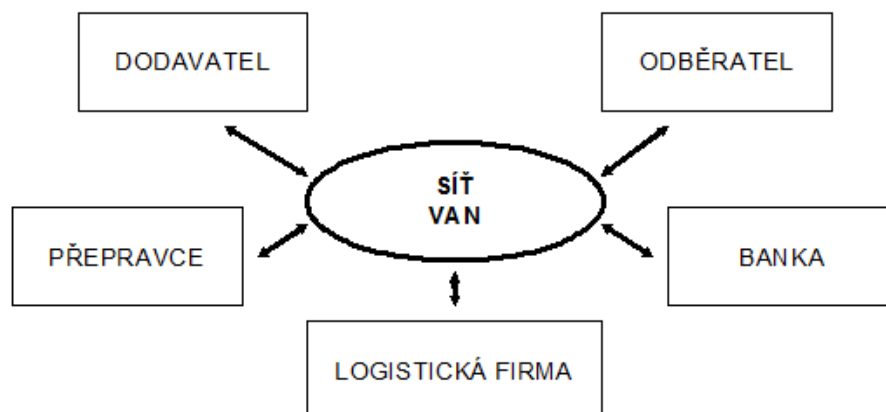 DODAVATEL
ODBĚRATEL
SÍŤ
VAN
PŘEPRAVCE
BANKA
LOGISTICKÁ FIRMA